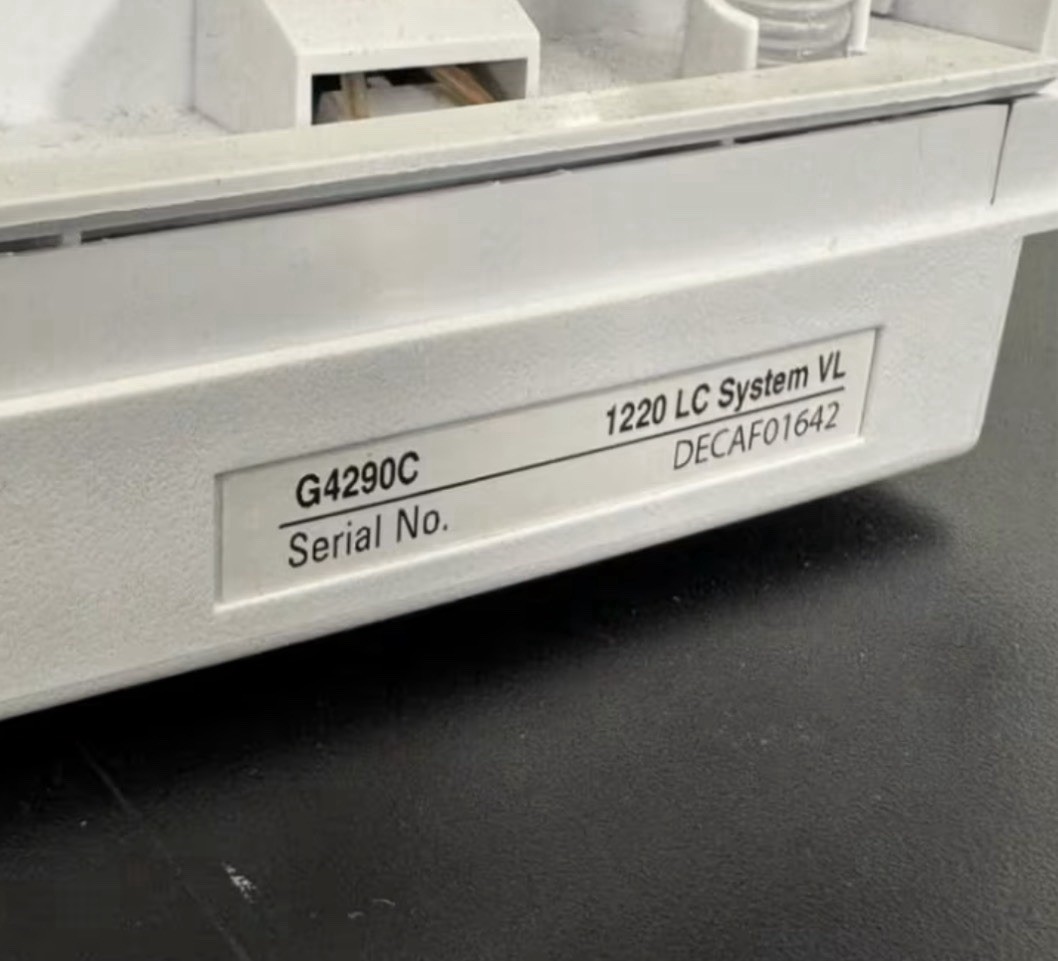 G4290C 1220 LC System VL
Serial No. DECAF01642